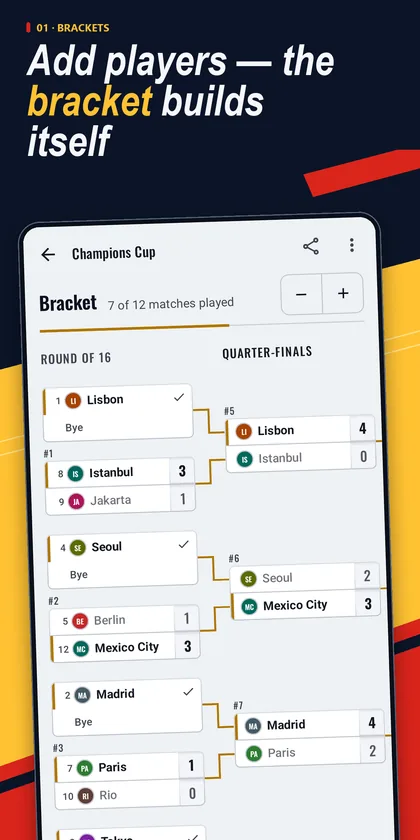 01 · BRACKETS
Add players — the
bracket builds
itself
Champions Cup
Bracket 7 of 12 matches played − +
ROUND OF 16
QUARTER-FINALS
1 LI Lisbon
Bye
#1
8 IS Istanbul 3
9 JA Jakarta 1
#5
LI Lisbon 4
IS Istanbul 0
4 SE Seoul
Bye
#2
5 BE Berlin 1
12 MC Mexico City 3
#6
SE Seoul 2
MC Mexico City 3
2 MA Madrid
Bye
#3
7 PA Paris 1
10 RI Rio 0
#7
MA Madrid 4
PA Paris 2
Tokyo